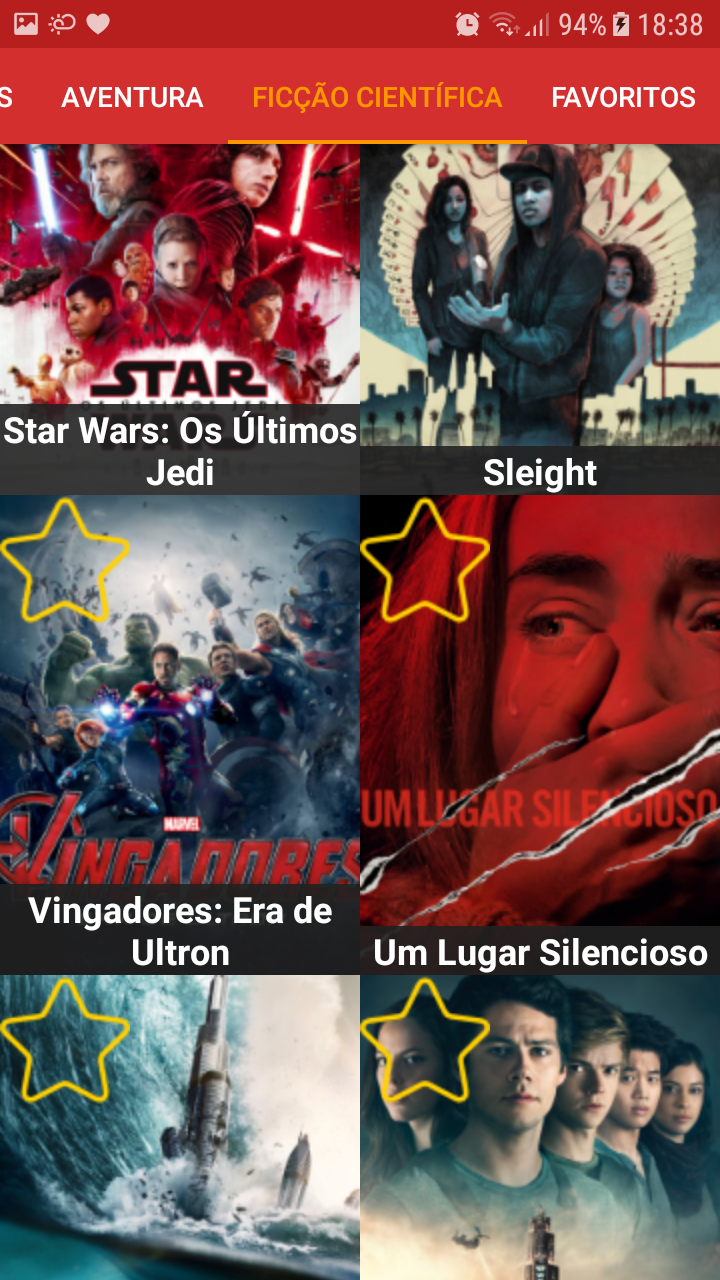 94% 18:38
S AVENTURA FICÇÃO CIENTÍFICA FAVORITOS
STAR
Star Wars: Os Últimos
Jedi
Sleight
MARVEL
VINGADORES
Vingadores: Era de
Ultron
UM LUGAR SILENCIOSO
Um Lugar Silencioso